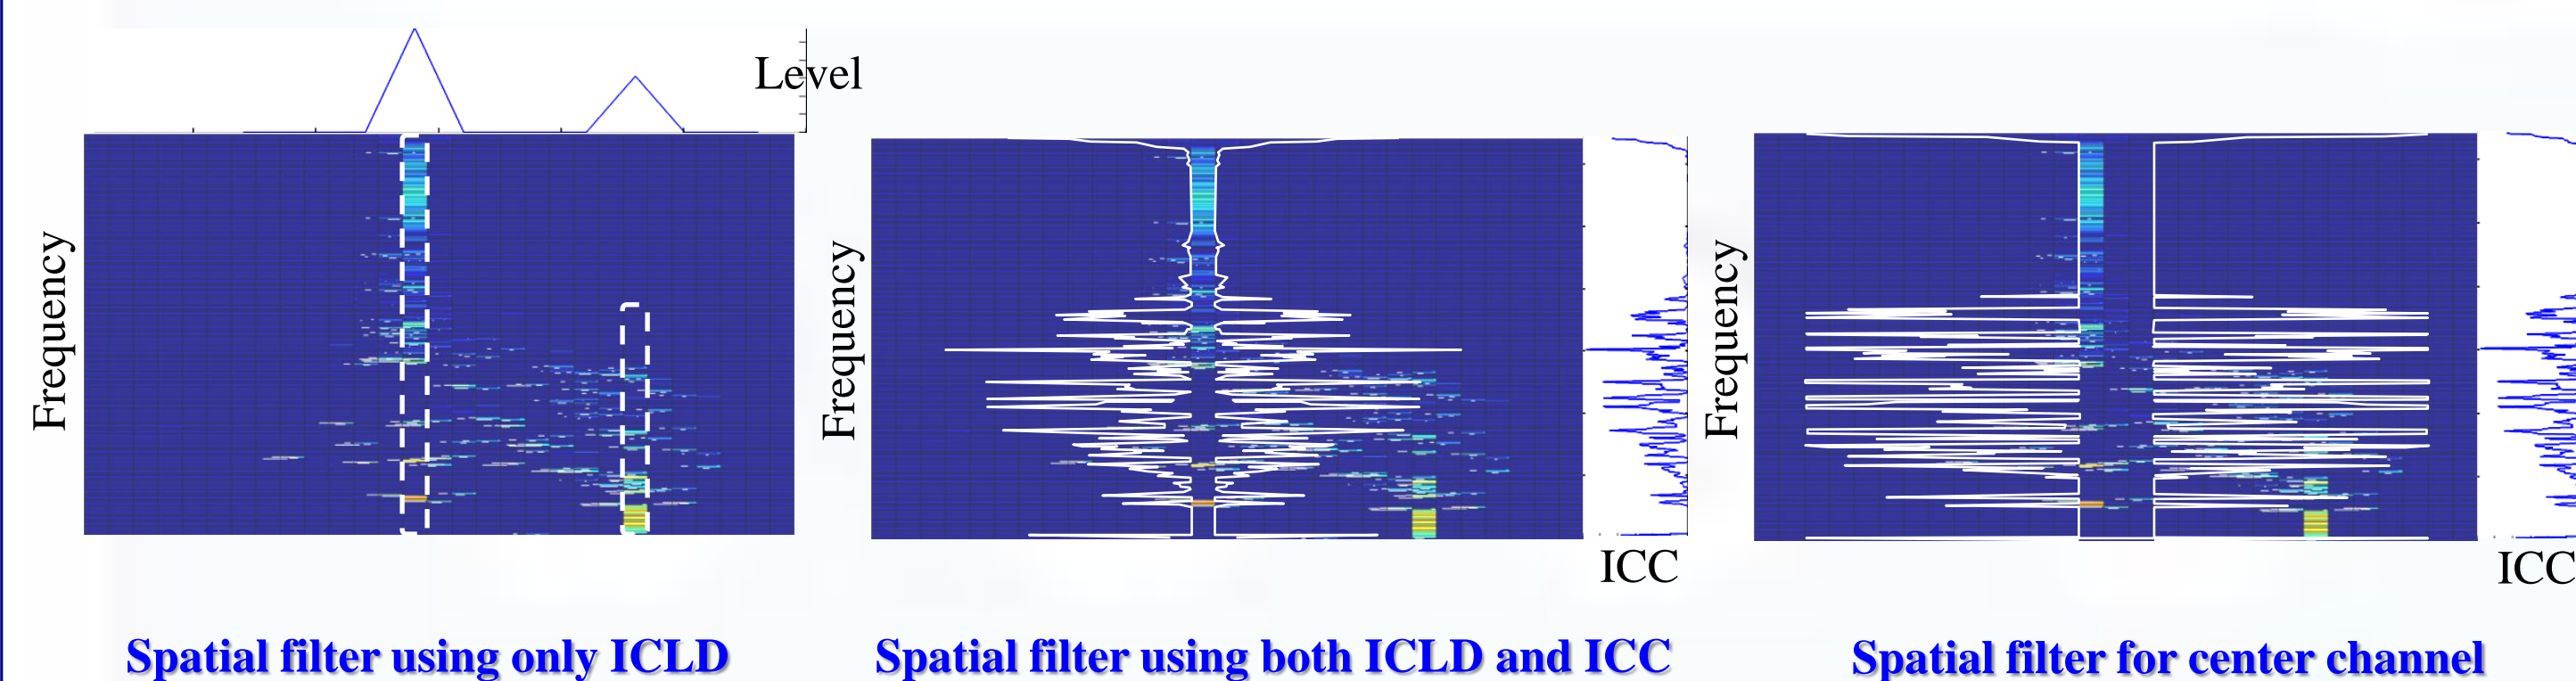 Level
Frequency
Frequency
Frequency
ICC
ICC
Spatial filter using only ICLD
Spatial filter using both ICLD and ICC
Spatial filter for center channel